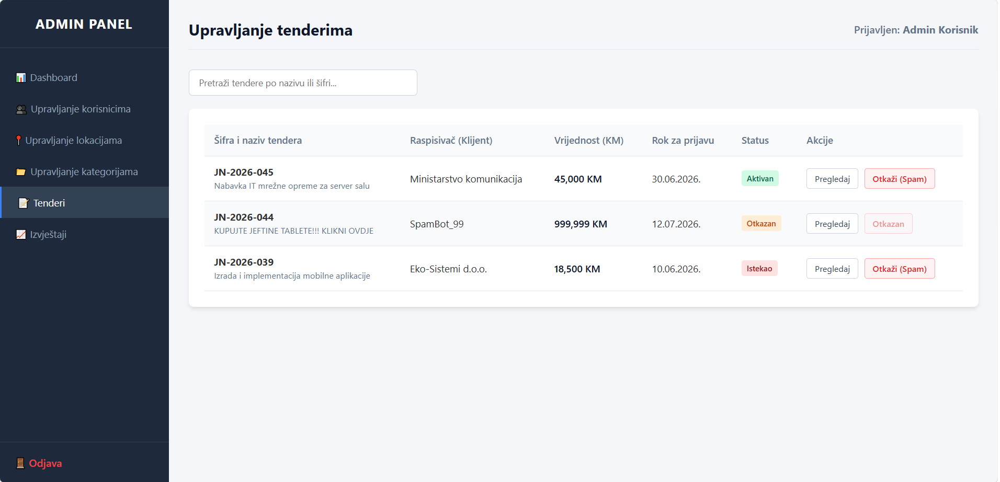 ADMIN PANEL
Dashboard
Upravljanje korisnicima
Upravljanje lokacijama
Upravljanje kategorijama
Tenderi
Izvještaji
Odjava
Upravljanje tenderima
Prijavljen: Admin Korisnik
Pretraži tendere po nazivu ili šifri...
Šifra i naziv tendera Raspisivač (Klijent) Vrijednost (KM) Rok za prijavu Status Akcije
JN-2026-045
Nabavka IT mrežne opreme za server salu
Ministarstvo komunikacija 45,000 KM 30.06.2026. Aktivan Pregledaj Otkaži (Spam)
JN-2026-044
KUPUJTE JEFTINE TABLETE!!! KLIKNI OVDJE
SpamBot_99 999,999 KM 12.07.2026. Otkazan Pregledaj Otkazan
JN-2026-039
Izrada i implementacija mobilne aplikacije
Eko-Sistemi d.o.o. 18,500 KM 10.06.2026. Istekao Pregledaj Otkaži (Spam)